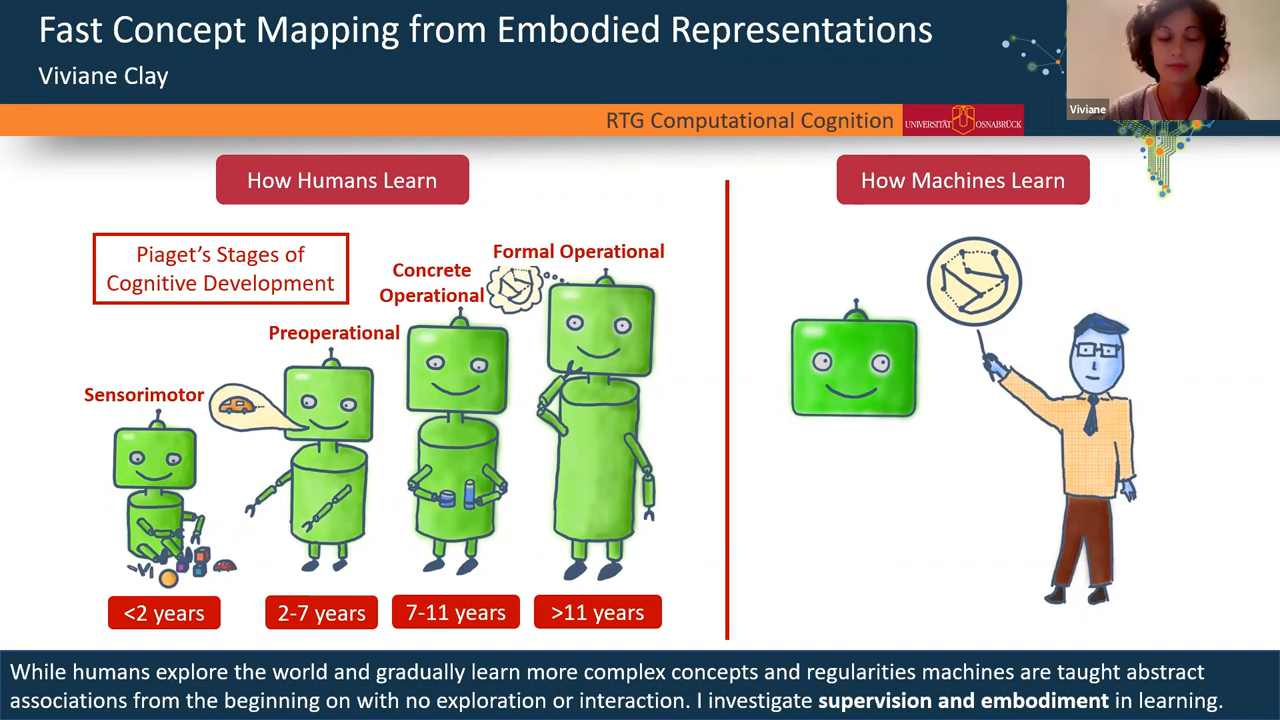 Fast Concept Mapping from Embodied Representations
Viviane Clay
Viviane
RTG Computational Cognition
UNIVERSITÄT OSNABRÜCK
How Humans Learn
How Machines Learn
Piaget's Stages of
Cognitive Development
Formal Operational
Concrete
Operational
Preoperational
Sensorimotor
<2 years
2-7 years
7-11 years
>11 years
While humans explore the world and gradually learn more complex concepts and regularities machines are taught abstract
associations from the beginning on with no exploration or interaction. I investigate supervision and embodiment in learning.